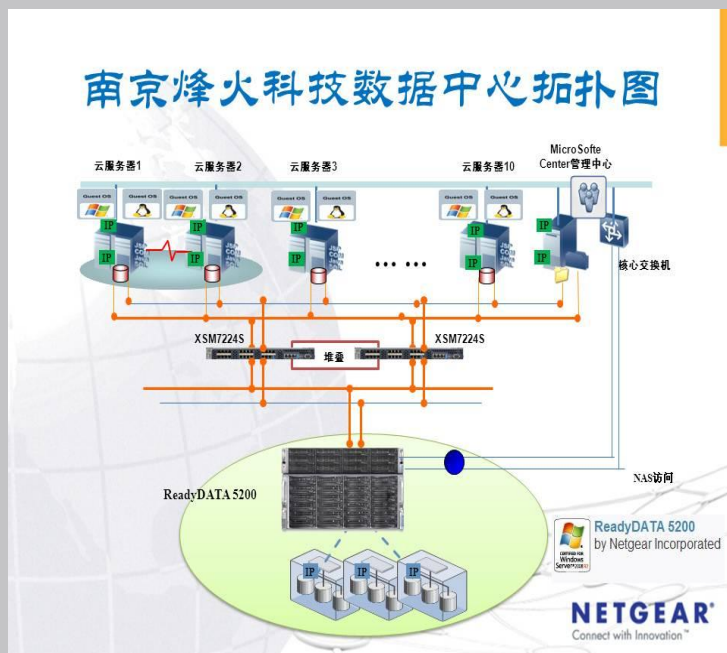 南京烽火科技数据中心拓扑图
MicroSofte
Center管理中心
云服务器1
云服务器2
云服务器3
云服务器10
Guest OS
Guest OS
Guest OS
Guest OS
Guest OS
Guest OS
Guest OS
Guest OS
IP
IP
IP
IP
IP
IP
IP
IP
IP
IP
... ...
核心交换机
XSM7224S
XSM7224S
堆叠
ReadyDATA 5200
NAS访问
IP
IP
IP
CERTIFIED FOR
Windows
ReadyDATA 5200
by Netgear Incorporated
NETGEAR®
Connect with Innovation™